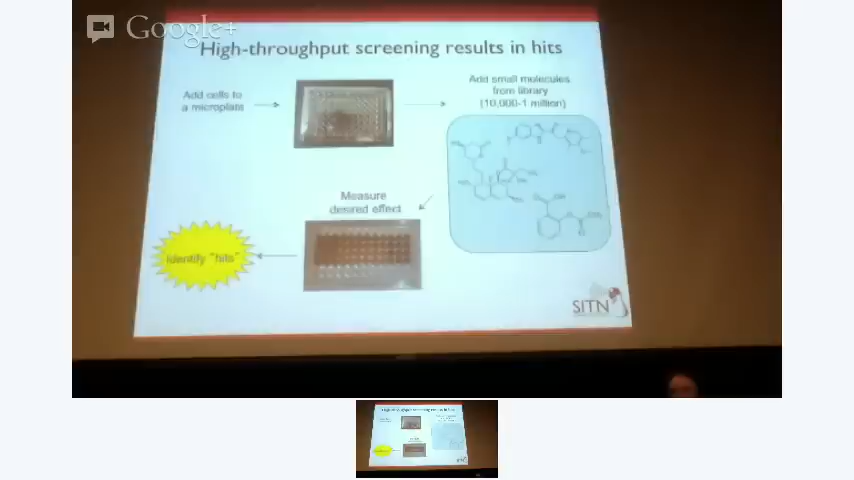 Google+
High-throughput screening results in hits
Add cells to
a microplate
Add small molecules
from library
(10,000-1 million)
Measure
desired effect
Identify "hits"
SITN